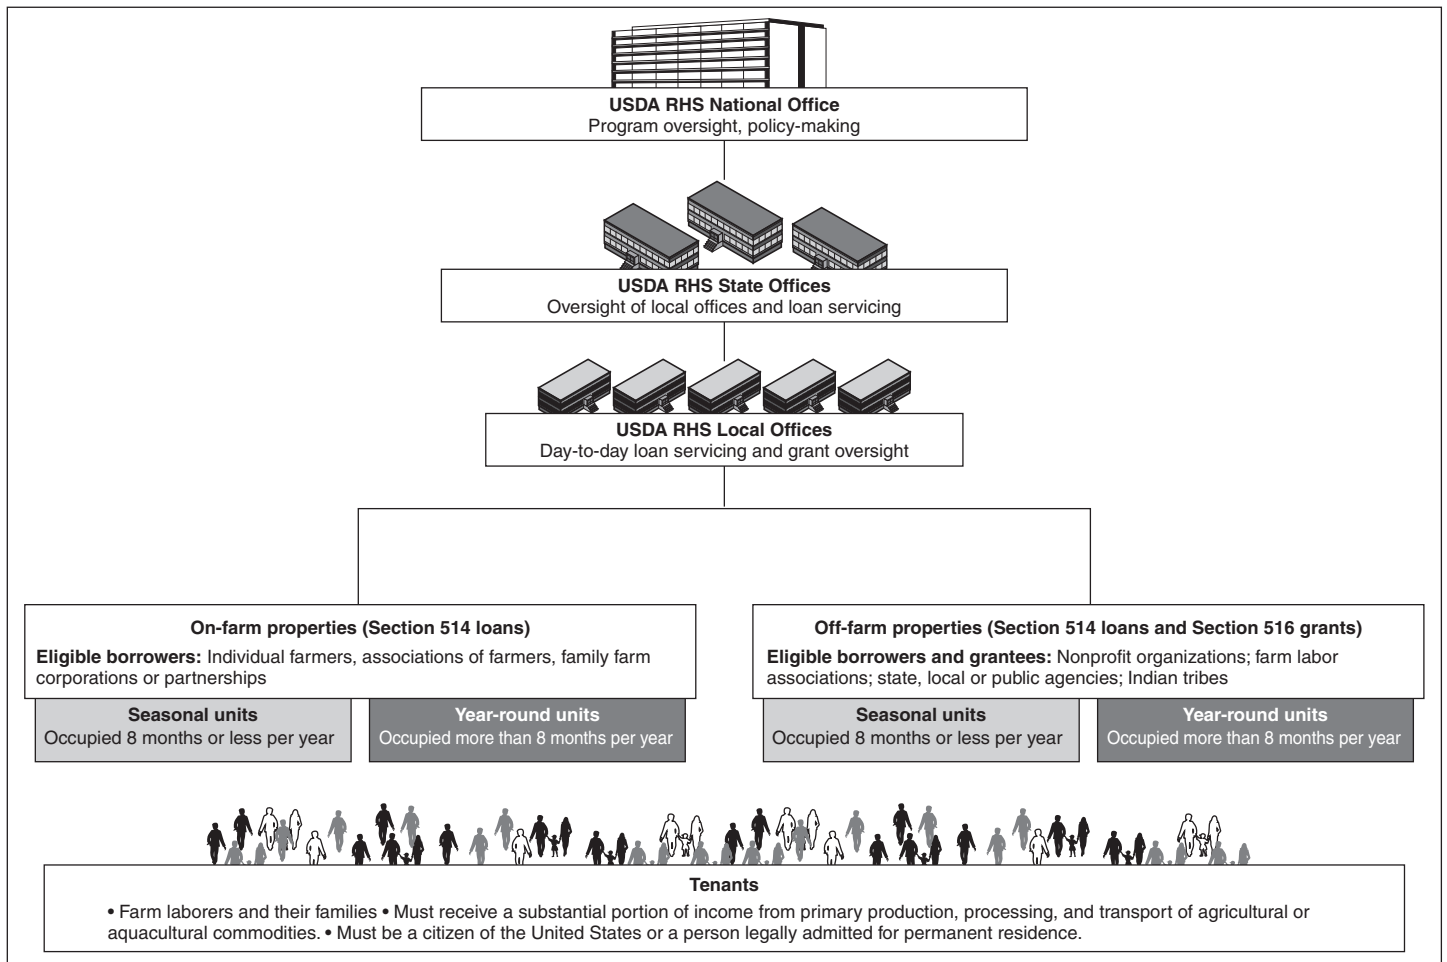 USDA RHS National Office
Program oversight, policy-making
USDA RHS State Offices
Oversight of local offices and loan servicing
USDA RHS Local Offices
Day-to-day loan servicing and grant oversight
On-farm properties (Section 514 loans)
Eligible borrowers: Individual farmers, associations of farmers, family farm
corporations or partnerships
Seasonal units
Occupied 8 months or less per year
Year-round units
Occupied more than 8 months per year
Off-farm properties (Section 514 loans and Section 516 grants)
Eligible borrowers and grantees: Nonprofit organizations; farm labor
associations; state, local or public agencies; Indian tribes
Seasonal units
Occupied 8 months or less per year
Year-round units
Occupied more than 8 months per year
Tenants
• Farm laborers and their families • Must receive a substantial portion of income from primary production, processing, and transport of agricultural or
aquacultural commodities. • Must be a citizen of the United States or a person legally admitted for permanent residence.